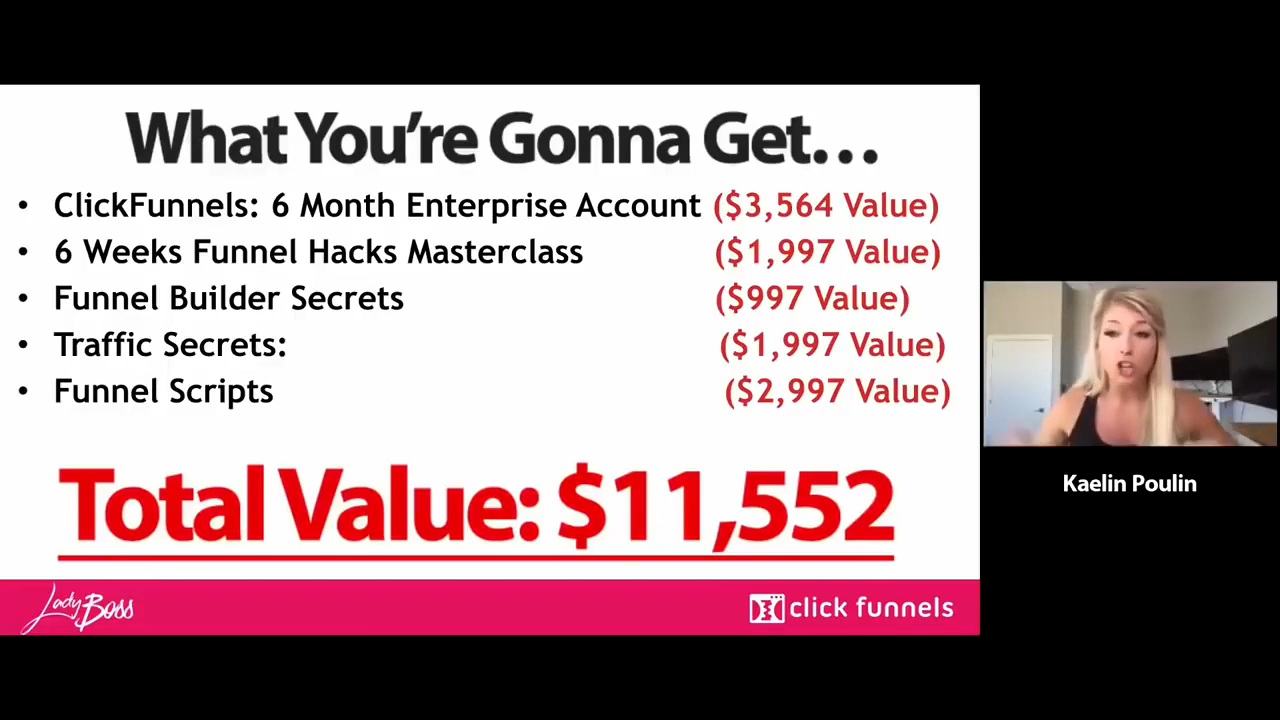 What You're Gonna Get...
• ClickFunnels: 6 Month Enterprise Account ($3,564 Value)
• 6 Weeks Funnel Hacks Masterclass ($1,997 Value)
• Funnel Builder Secrets ($997 Value)
• Traffic Secrets: ($1,997 Value)
• Funnel Scripts ($2,997 Value)
Total Value: $11,552
Lady Boss
click funnels
Kaelin Poulin